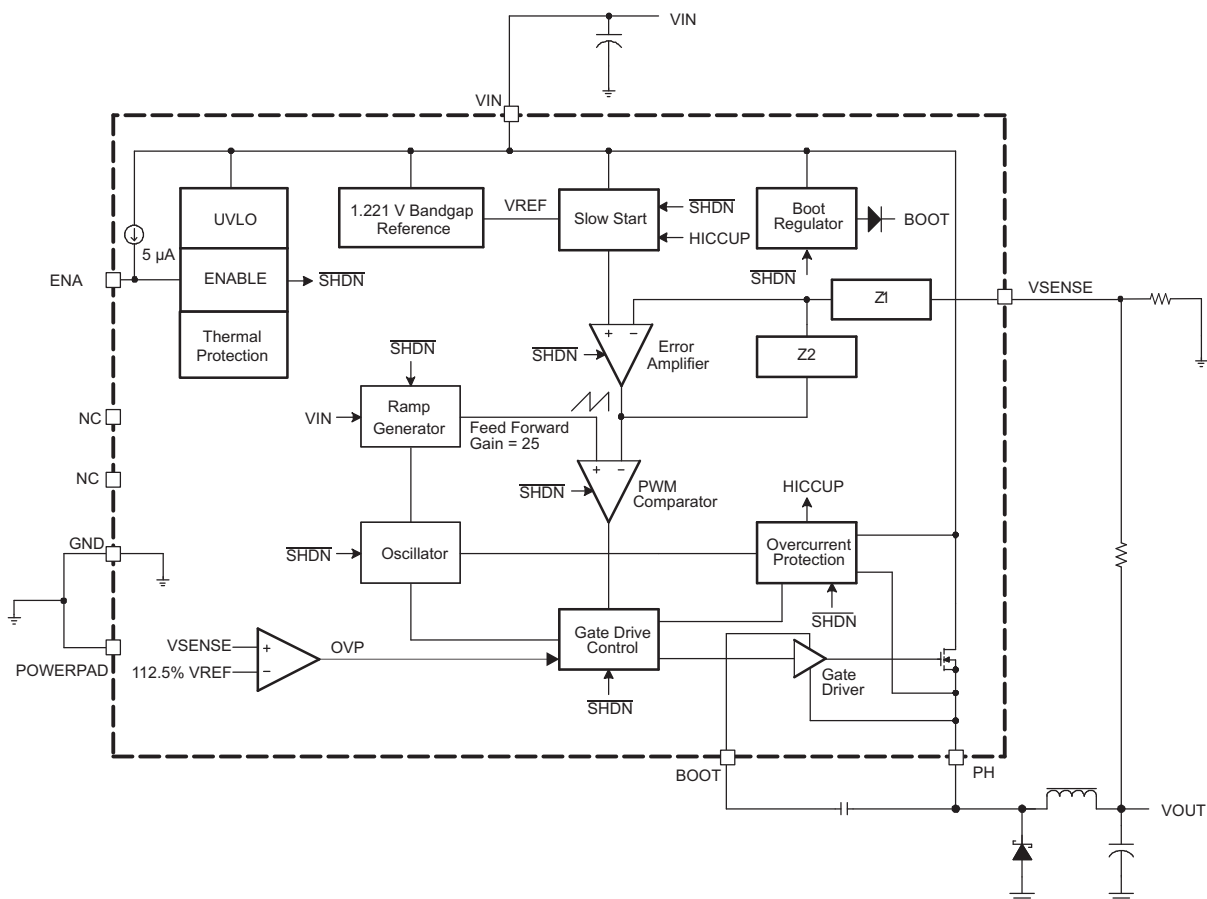 VIN
VIN
UVLO
1.221 V Bandgap
Reference
VREF
Slow Start
SHDN
HICCUP
Boot
Regulator
BOOT
5 µA
ENA
ENABLE
SHDN
SHDN
Z1
VSENSE
Thermal
Protection
SHDN
+
−
Error
Amplifier
Z2
SHDN
VIN
Ramp
Generator
Feed Forward
Gain = 25
NC
NC
+
−
SHDN
PWM
Comparator
HICCUP
GND
SHDN
Oscillator
Overcurrent
Protection
SHDN
POWERPAD
VSENSE
112.5% VREF
+
−
OVP
Gate Drive
Control
SHDN
Gate
Driver
BOOT
PH
VOUT